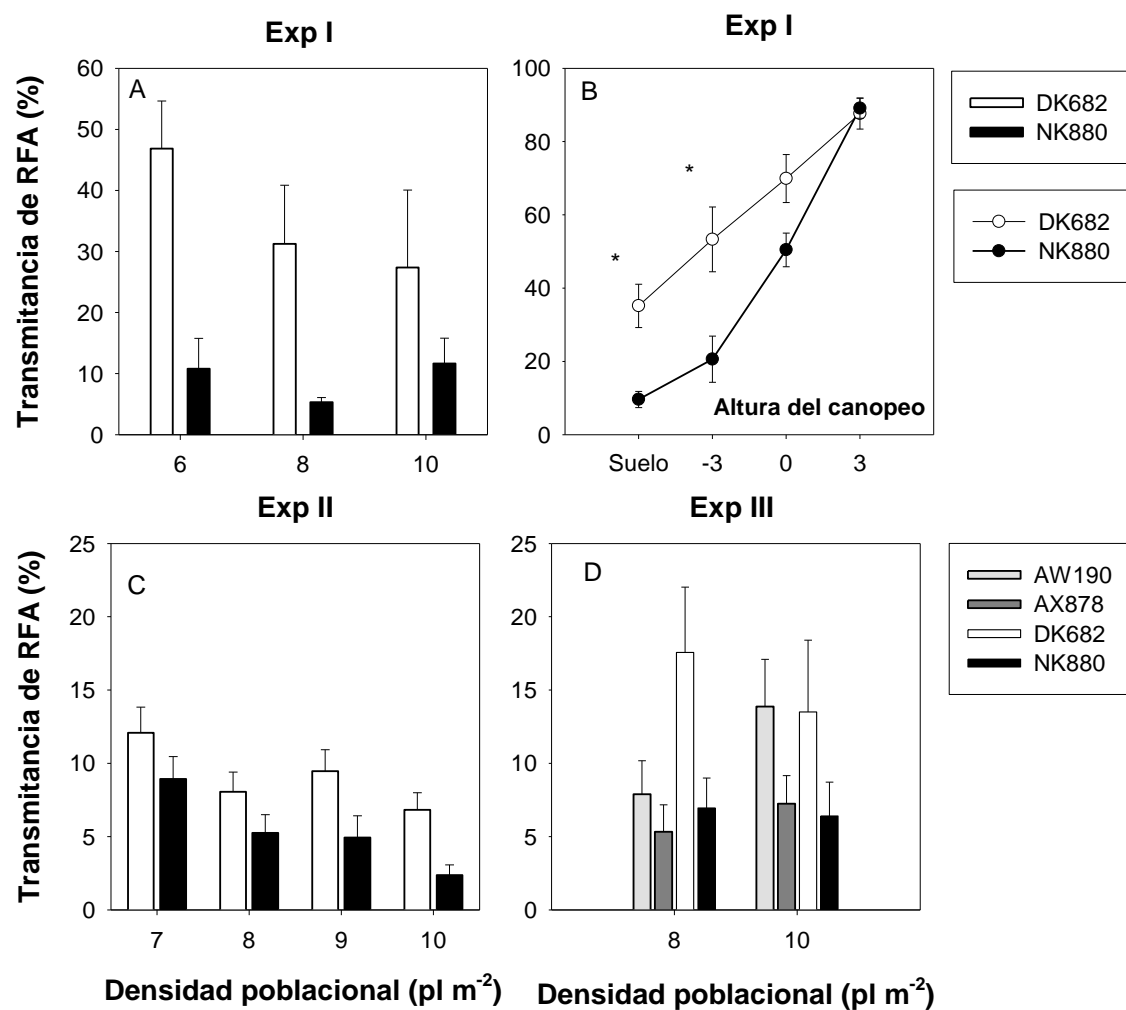 Exp I
Exp I
Transmitancia de RFA (%)
60
50
40
30
20
10
0
A
6
8
10
100
80
60
40
20
0
B
*
*
Altura del canopeo
Suelo
-3
0
3
DK682
NK880
DK682
NK880
Exp II
Exp III
Transmitancia de RFA (%)
25
20
15
10
5
0
C
7
8
9
10
Densidad poblacional (pl m⁻²)
25
20
15
10
5
0
D
8
10
Densidad poblacional (pl m⁻²)
AW190
AX878
DK682
NK880